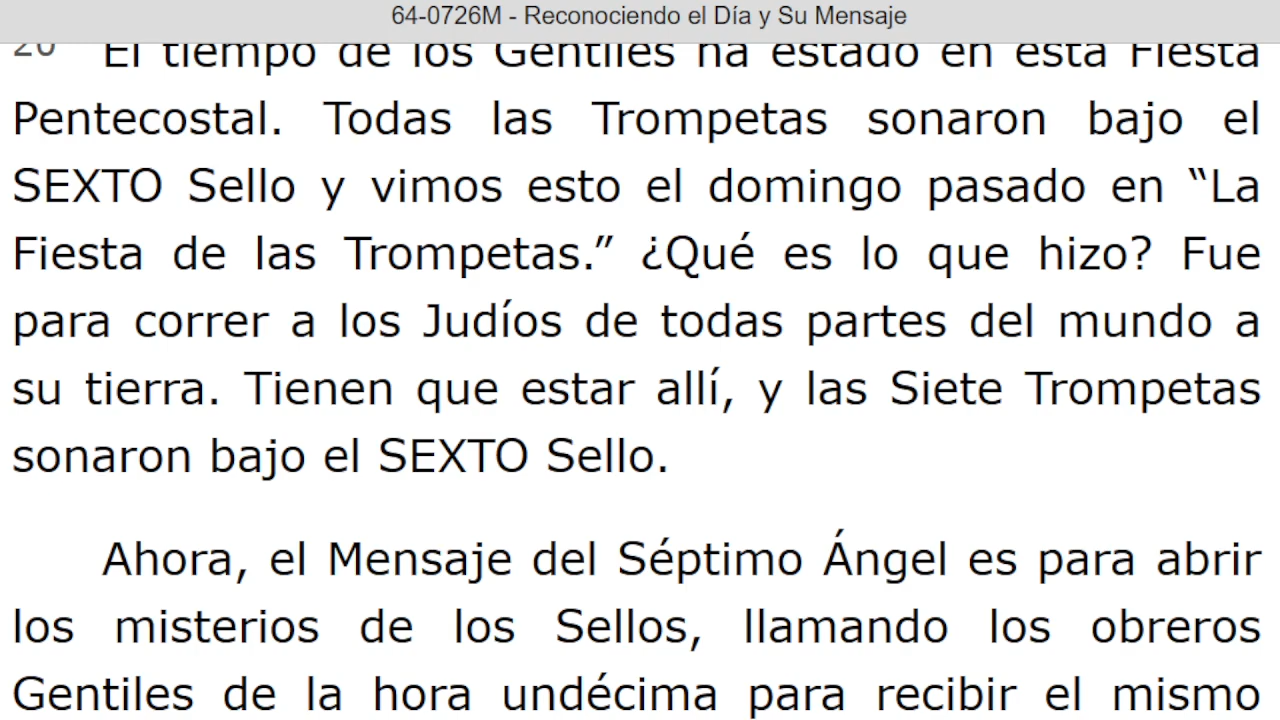 64-0726M - Reconociendo el Día y Su Mensaje
20 El tiempo de los Gentiles ha estado en esta Fiesta
Pentecostal. Todas las Trompetas sonaron bajo el
SEXTO Sello y vimos esto el domingo pasado en “La
Fiesta de las Trompetas.” ¿Qué es lo que hizo? Fue
para correr a los Judíos de todas partes del mundo a
su tierra. Tienen que estar allí, y las Siete Trompetas
sonaron bajo el SEXTO Sello.
Ahora, el Mensaje del Séptimo Ángel es para abrir
los misterios de los Sellos, llamando los obreros
Gentiles de la hora undécima para recibir el mismo